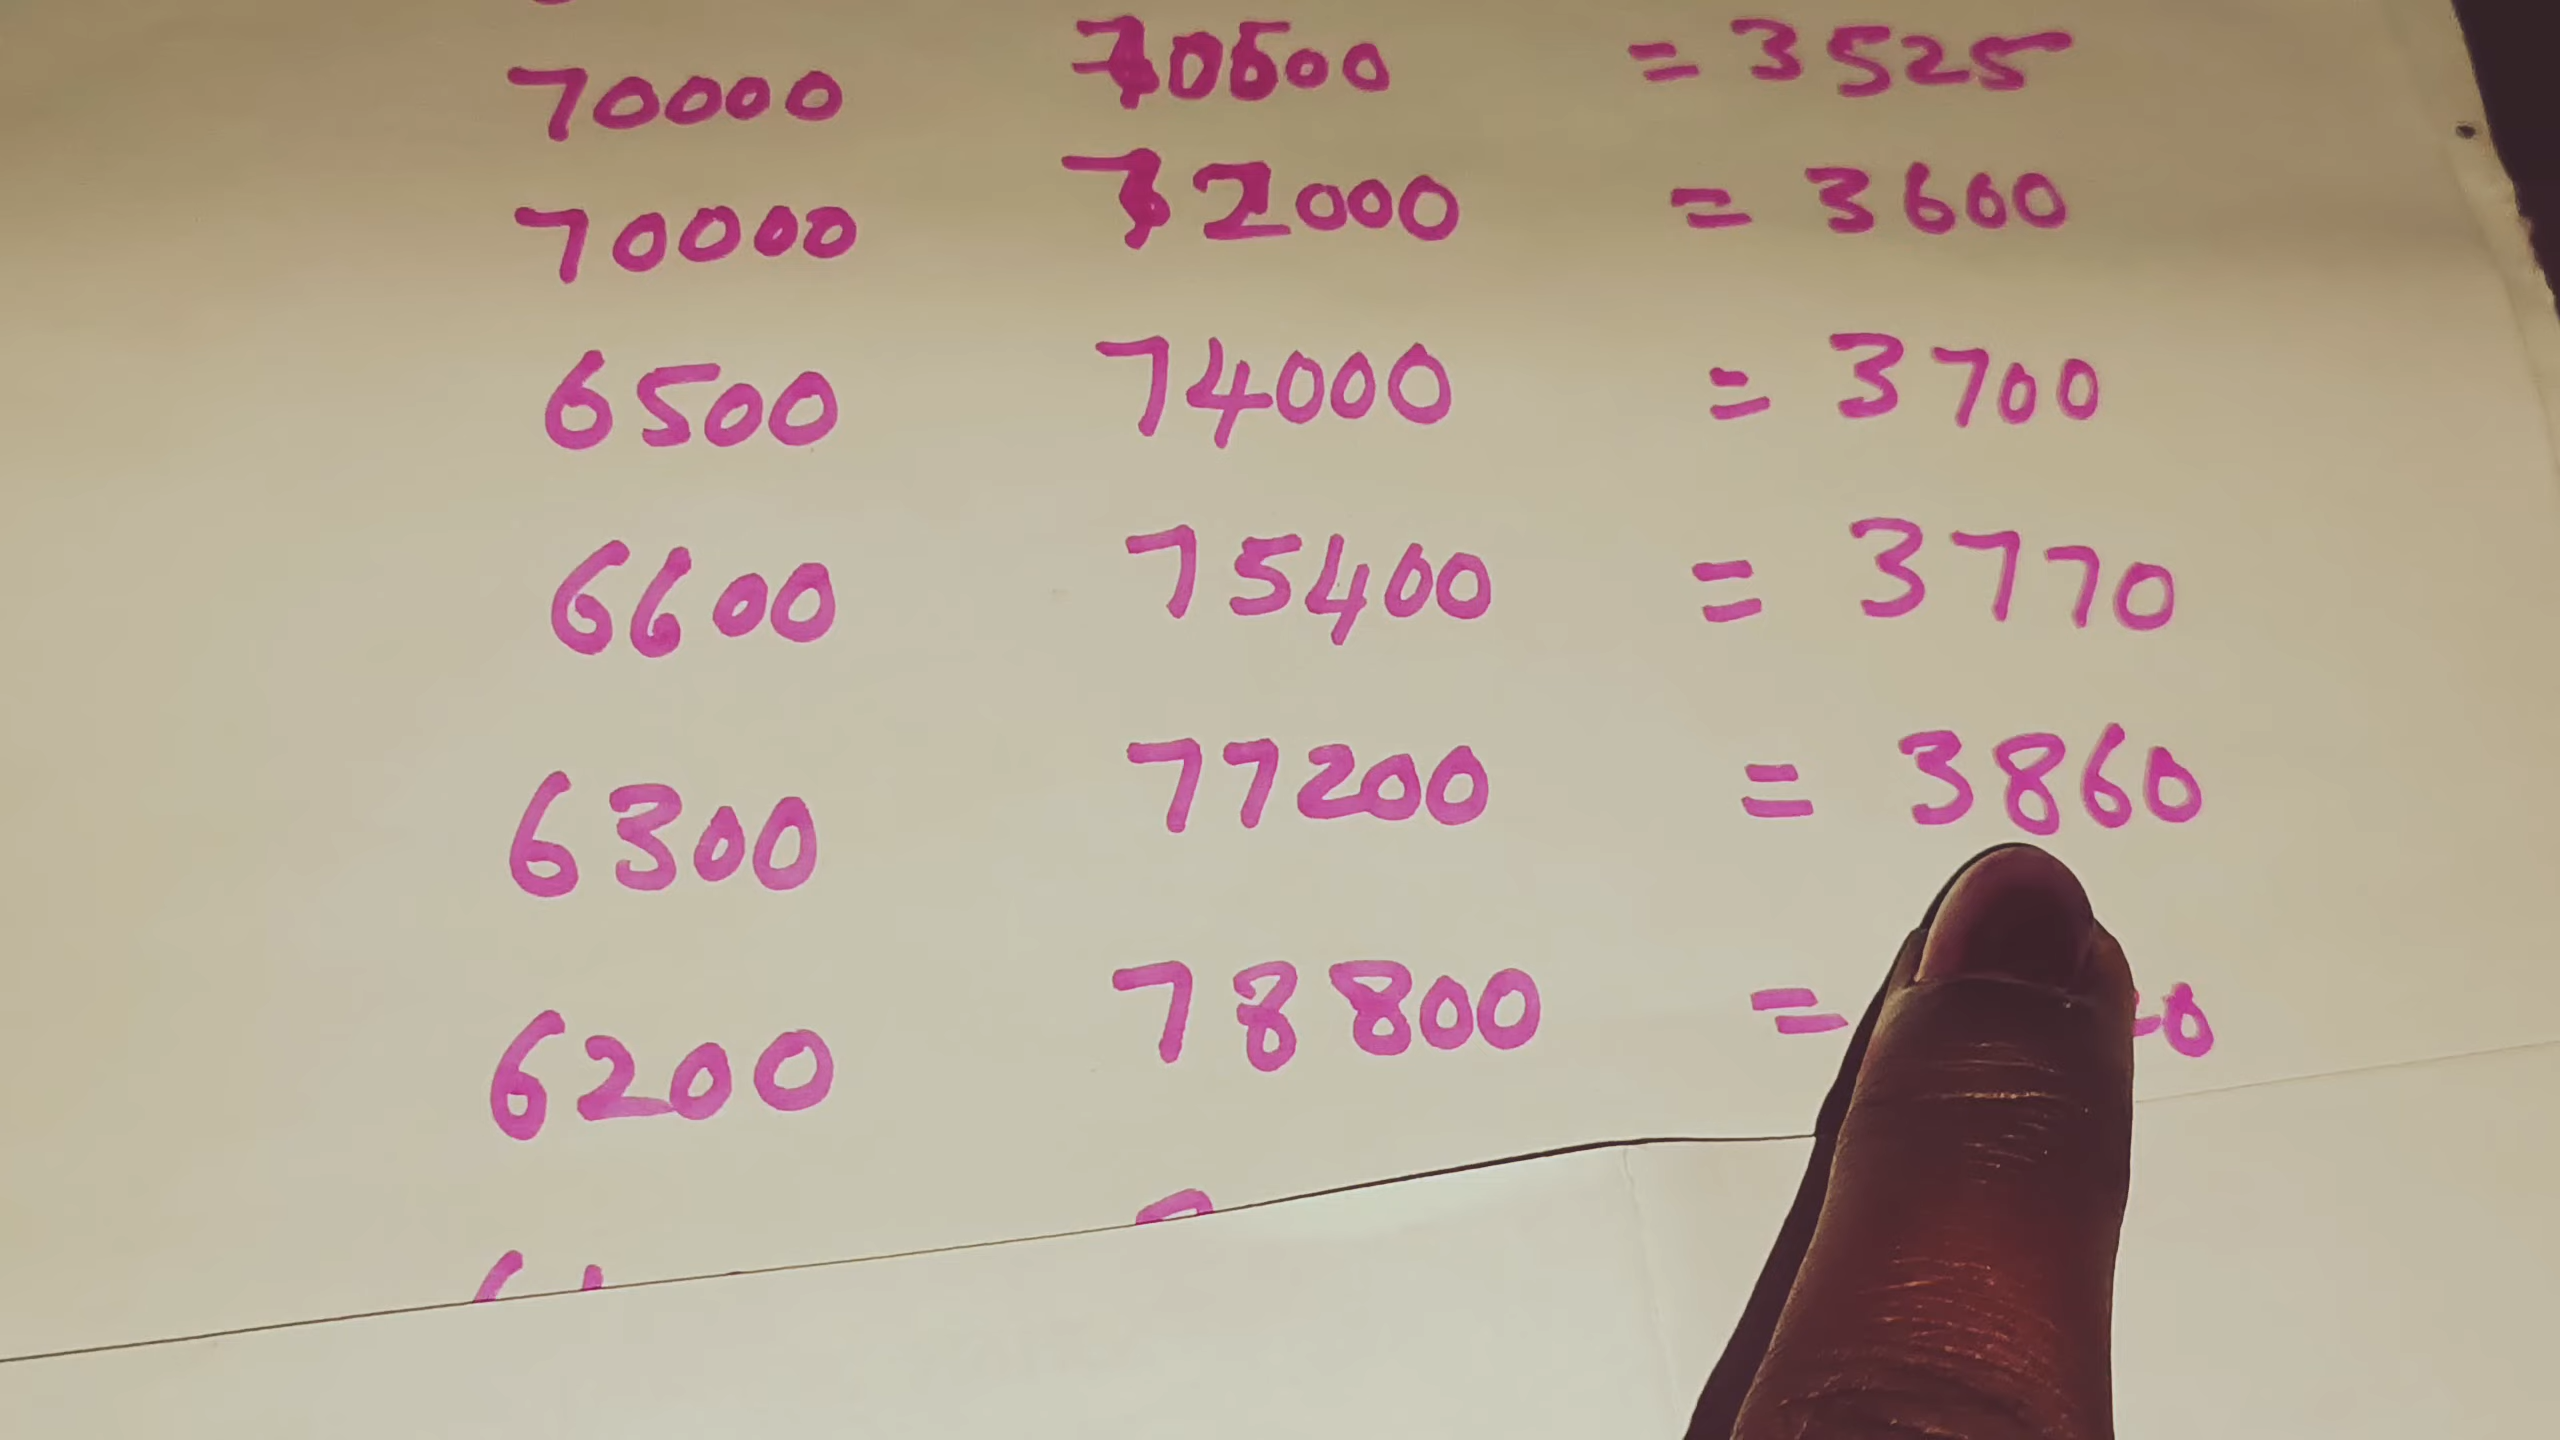 70000 70500 = 3525
70000 72000 = 3600
6500 74000 = 3700
6600 75400 = 3770
6300 77200 = 3860
6200 78800 =